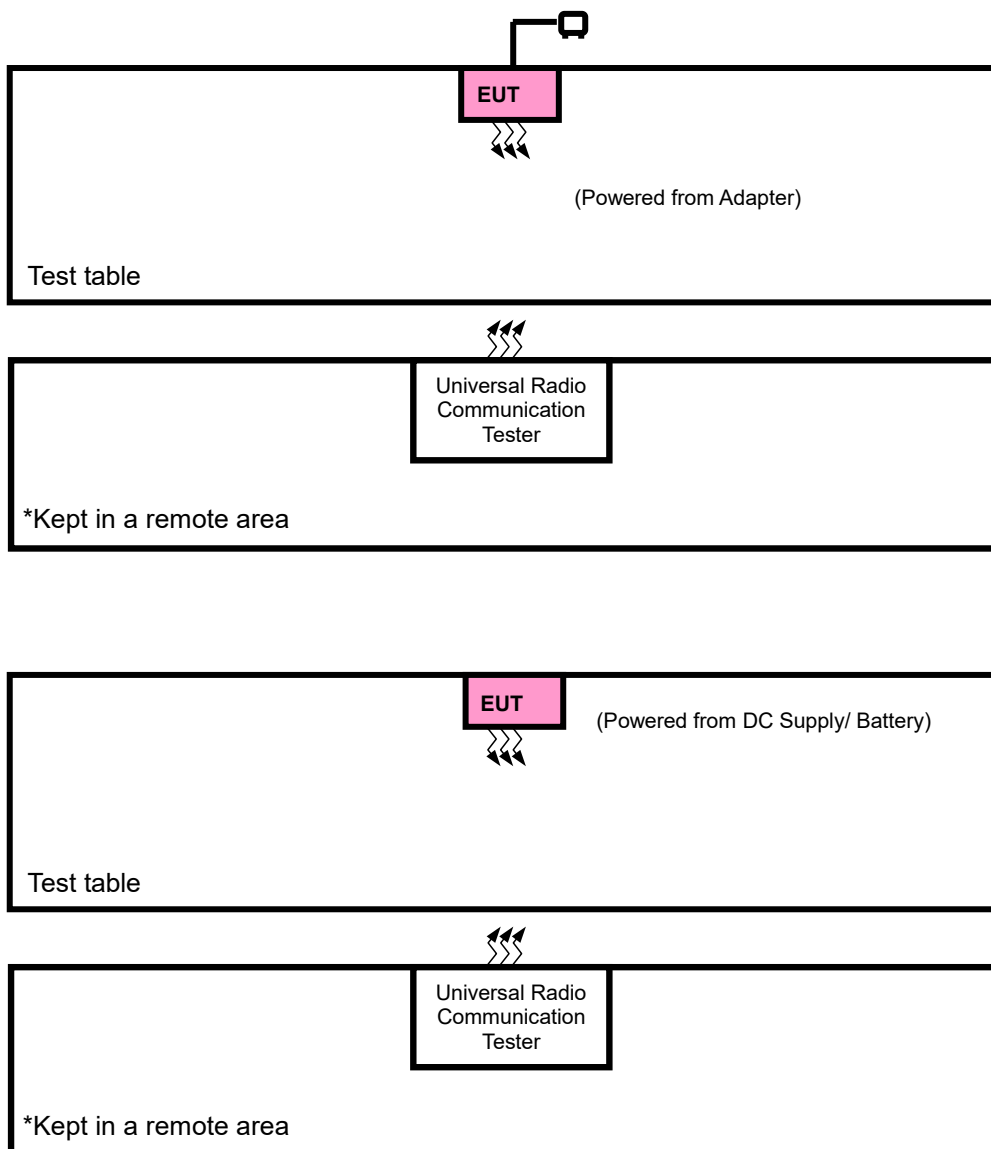 EUT
(Powered from Adapter)
Test table
Universal Radio
Communication
Tester
*Kept in a remote area
EUT
(Powered from DC Supply/ Battery)
Test table
Universal Radio
Communication
Tester
*Kept in a remote area